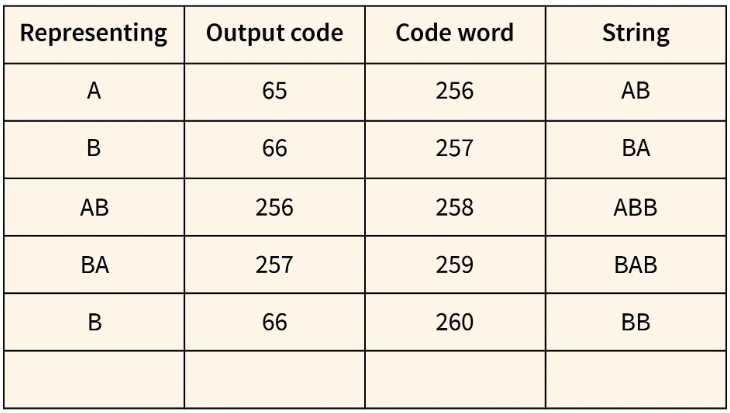 Representing Output code Code word String
A 65 256 AB
B 66 257 BA
AB 256 258 ABB
BA 257 259 BAB
B 66 260 BB